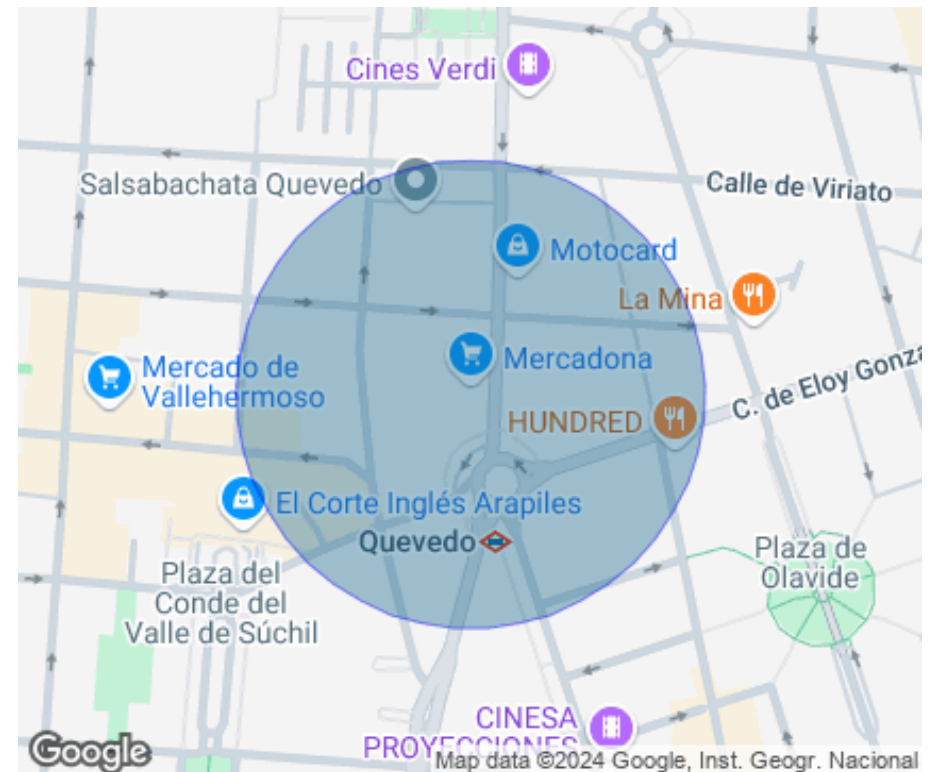 Cines Verdi
Salsabachata Quevedo
Calle de Viriato
Motocard
La Mina
Mercado de
Vallehermoso
Mercadona
C. de Eloy Gonza
HUNDRED
El Corte Inglés Arapiles
Quevedo
Plaza de
Olavide
Plaza del
Conde del
Valle de Súchil
CINESA
PROYECCIONES
Google
Map data ©2024 Google, Inst. Geogr. Nacional